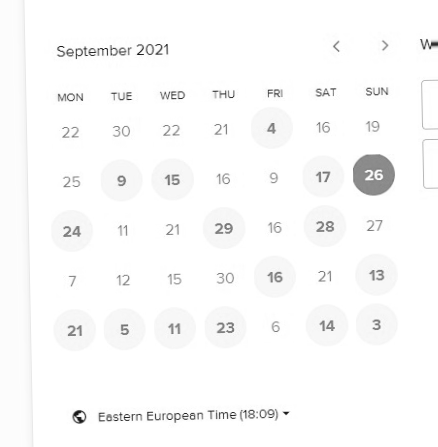 September 2021
MON TUE WED THU FRI SAT SUN
22 30 22 21 4 16 19
25 9 15 16 9 17 26
24 11 21 29 16 28 27
7 12 15 30 16 21 13
21 5 11 23 6 14 3
Eastern European Time (18:09)